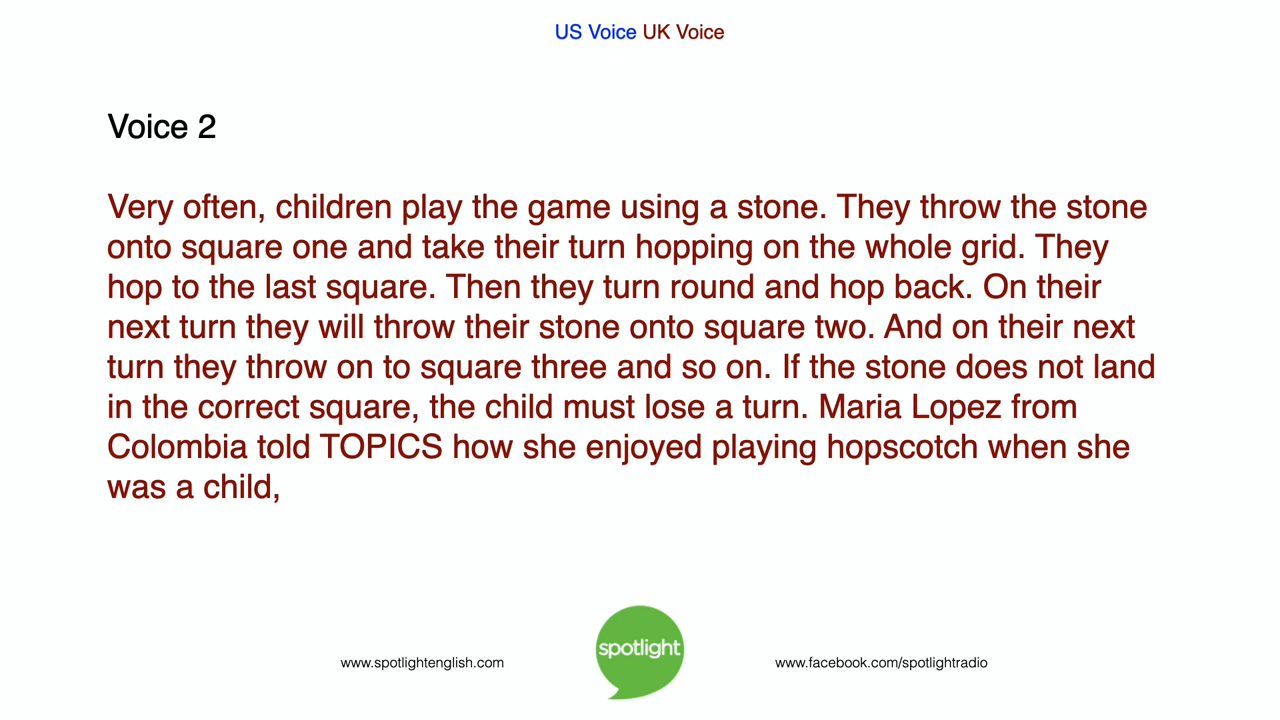 US Voice UK Voice
Voice 2
Very often, children play the game using a stone. They throw the stone
onto square one and take their turn hopping on the whole grid. They
hop to the last square. Then they turn round and hop back. On their
next turn they will throw their stone onto square two. And on their next
turn they throw on to square three and so on. If the stone does not land
in the correct square, the child must lose a turn. Maria Lopez from
Colombia told TOPICS how she enjoyed playing hopscotch when she
was a child,
www.spotlightenglish.com
spotlight
www.facebook.com/spotlightradio